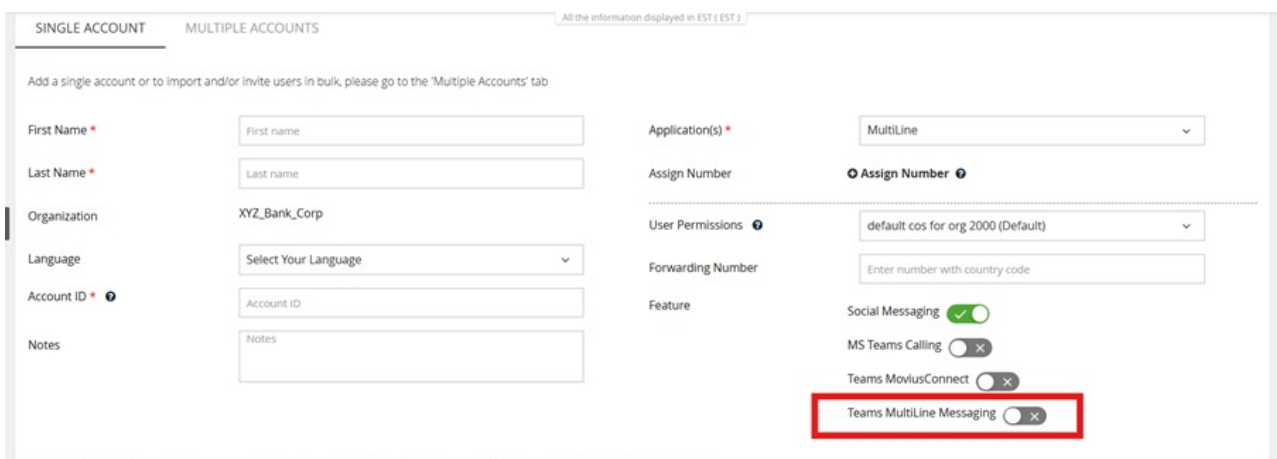 All the information displayed in EST ( EST )
SINGLE ACCOUNT
MULTIPLE ACCOUNTS
Add a single account or to import and/or invite users in bulk, please go to the 'Multiple Accounts' tab
First Name *
First name
Last Name *
Last name
Organization
XYZ_Bank_Corp
Language
Select Your Language
Account ID *
Account ID
Notes
Notes
Application(s) *
MultiLine
Assign Number
Assign Number
User Permissions
default cos for org 2000 (Default)
Forwarding Number
Enter number with country code
Feature
Social Messaging
MS Teams Calling
Teams MoviusConnect
Teams MultiLine Messaging